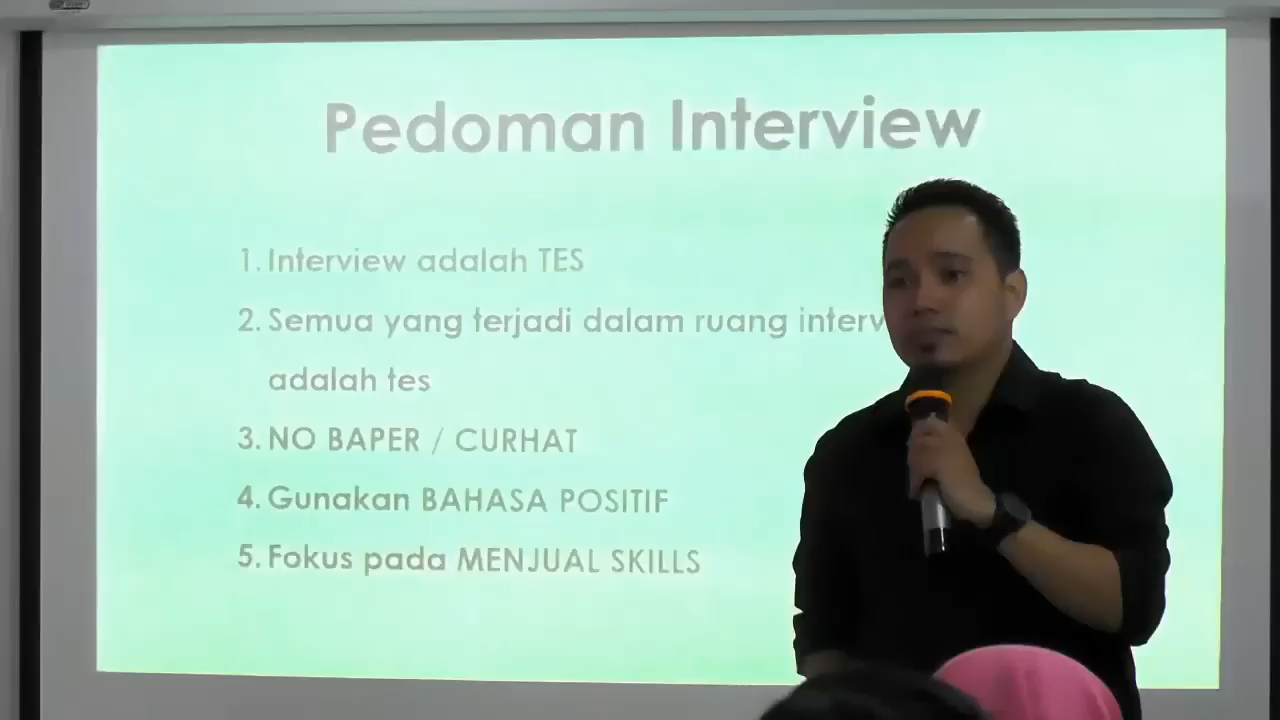 Pedoman Interview
1. Interview adalah TES
2. Semua yang terjadi dalam ruang
adalah tes
3. NO BAPER / CURHAT
4. Gunakan BAHASA POSITIF
5. Fokus pada MENJUAL SKILLS